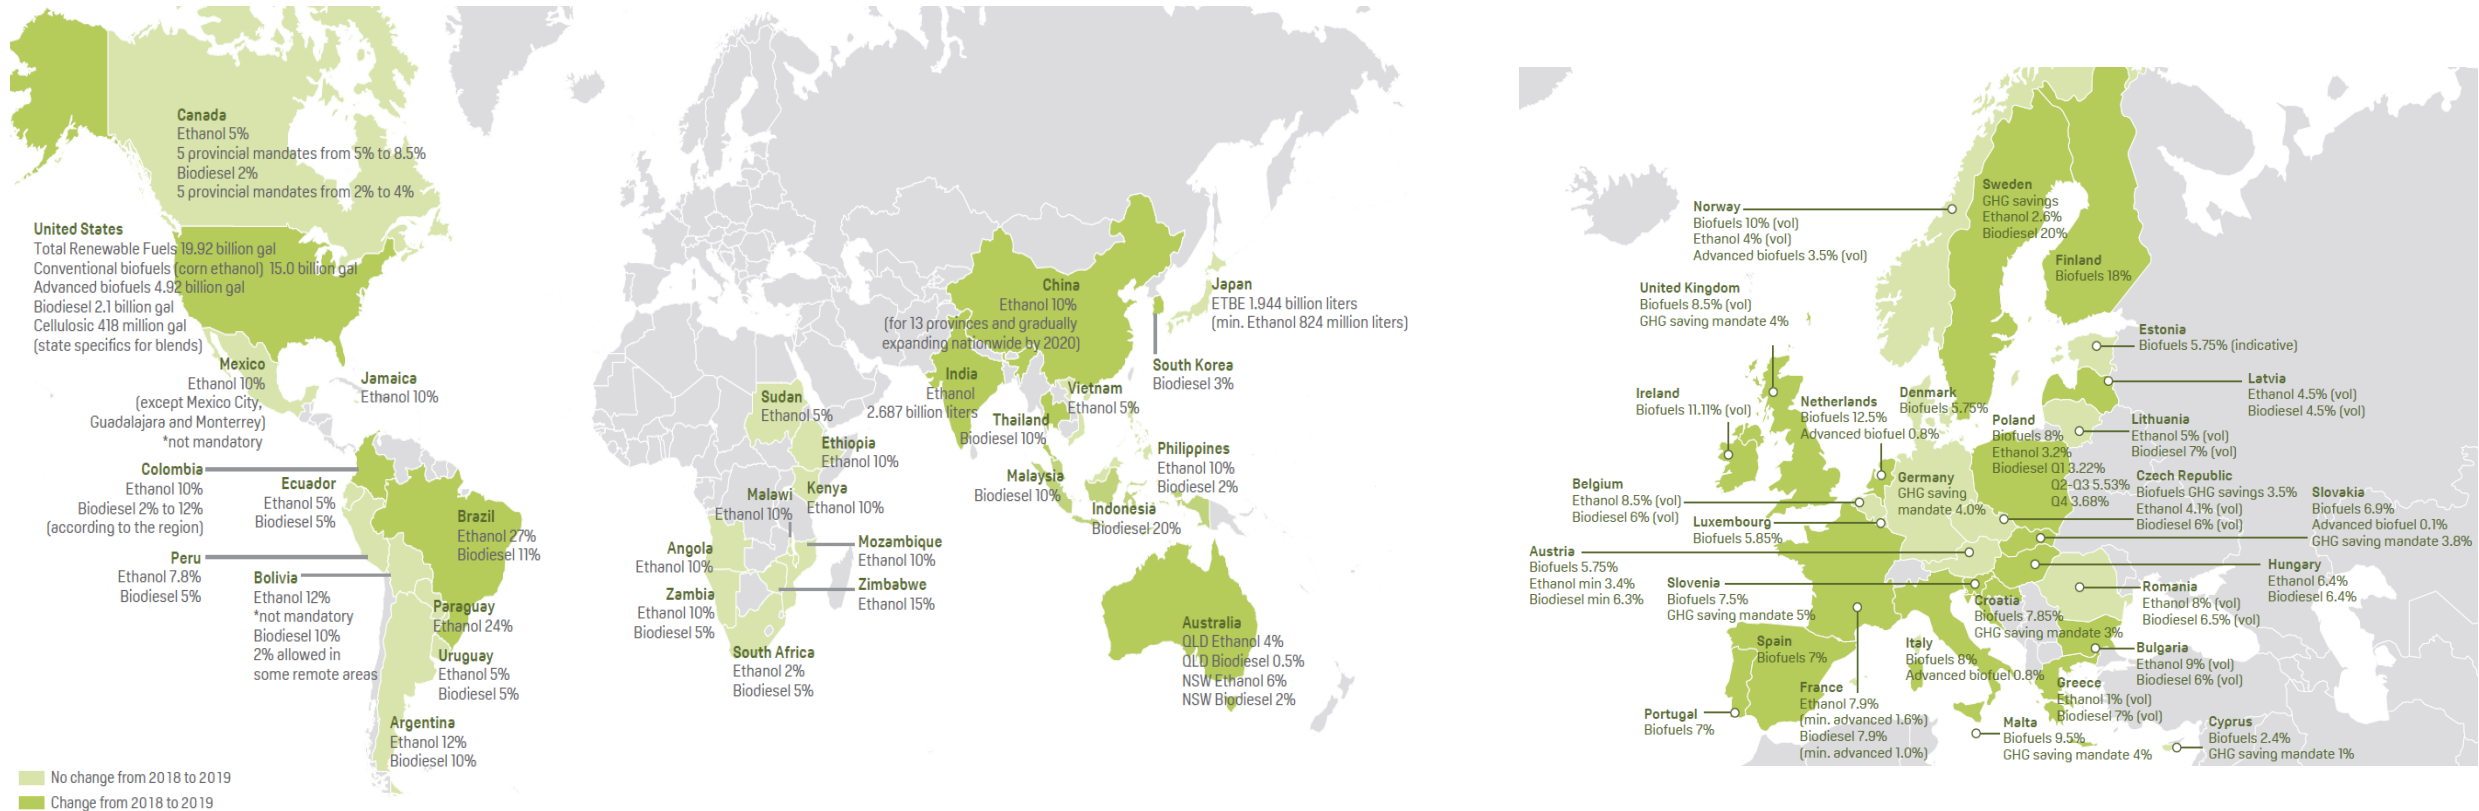 Canada
Ethanol 5%
5 provincial mandates from 5% to 8.5%
Biodiesel 2%
5 provincial mandates from 2% to 4%
United States
Total Renewable Fuels 19.92 billion gal
Conventional biofuels (corn ethanol) 15.0 billion gal
Advanced biofuels 4.92 billion gal
Biodiesel 2.1 billion gal
Cellulosic 418 million gal
(state specifics for blends)
Mexico
Ethanol 10%
(except Mexico City,
Guadalajara and Monterrey)
*not mandatory
Jamaica
Ethanol 10%
Colombia
Ethanol 10%
Biodiesel 2% to 12%
(according to the region)
Ecuador
Ethanol 5%
Biodiesel 5%
Brazil
Ethanol 27%
Biodiesel 11%
Peru
Ethanol 7.8%
Biodiesel 5%
Bolivia
Ethanol 12%
*not mandatory
Biodiesel 10%
2% allowed in
some remote areas
Paraguay
Ethanol 24%
Uruguay
Ethanol 5%
Biodiesel 5%
Argentina
Ethanol 12%
Biodiesel 10%
No change from 2018 to 2019
Change from 2018 to 2019
Sudan
Ethanol 5%
Ethiopia
Ethanol 10%
Kenya
Ethanol 10%
Malawi
Ethanol 10%
Angola
Ethanol 10%
Mozambique
Ethanol 10%
Zimbabwe
Ethanol 15%
Zambia
Ethanol 10%
Biodiesel 5%
South Africa
Ethanol 2%
Biodiesel 5%
China
Ethanol 10%
(for 13 provinces and gradually
expanding nationwide by 2020)
Japan
ETBE 1.944 billion liters
(min. Ethanol 824 million liters)
South Korea
Biodiesel 3%
India
Ethanol
2.687 billion liters
Vietnam
Ethanol 5%
Thailand
Biodiesel 10%
Philippines
Ethanol 10%
Biodiesel 2%
Malaysia
Biodiesel 10%
Indonesia
Biodiesel 20%
Australia
QLD Ethanol 4%
QLD Biodiesel 0.5%
NSW Ethanol 6%
NSW Biodiesel 2%
Norway
Biofuels 10% (vol)
Ethanol 4% (vol)
Advanced biofuels 3.5% (vol)
Sweden
GHG savings
Ethanol 2.6%
Biodiesel 20%
Finland
Biofuels 18%
United Kingdom
Biofuels 8.5% (vol)
GHG saving mandate 4%
Estonia
Biofuels 5.75% (indicative)
Latvia
Ethanol 4.5% (vol)
Biodiesel 4.5% (vol)
Ireland
Biofuels 11.11% (vol)
Netherlands
Biofuels 12.5%
Advanced biofuel 0.8%
Denmark
Biofuels 5.75%
Poland
Biofuels 8%
Ethanol 3.2%
Biodiesel Q1 3.22%
Q2-Q3 5.53%
Q4 3.68%
Lithuania
Ethanol 5% (vol)
Biodiesel 7% (vol)
Belgium
Ethanol 8.5% (vol)
Biodiesel 6% (vol)
Germany
GHG saving
mandate 4.0%
Czech Republic
Biofuels GHG savings 3.5%
Ethanol 4.1% (vol)
Biodiesel 6% (vol)
Slovakia
Biofuels 6.9%
Advanced biofuel 0.1%
GHG saving mandate 3.8%
Luxembourg
Biofuels 5.85%
Austria
Biofuels 5.75%
Ethanol min 3.4%
Biodiesel min 6.3%
Slovenia
Biofuels 7.5%
GHG saving mandate 5%
Hungary
Ethanol 6.4%
Biodiesel 6.4%
Romania
Ethanol 8% (vol)
Biodiesel 6.5% (vol)
Croatia
Biofuels 7.85%
GHG saving mandate 3%
Spain
Biofuels 7%
Italy
Biofuels 8%
Advanced biofuel 0.8%
Bulgaria
Ethanol 9% (vol)
Biodiesel 6% (vol)
France
Ethanol 7.9%
(min. advanced 1.6%)
Biodiesel 7.9%
(min. advanced 1.0%)
Greece
Ethanol 1% (vol)
Biodiesel 7% (vol)
Portugal
Biofuels 7%
Malta
Biofuels 9.5%
GHG saving mandate 4%
Cyprus
Biofuels 2.4%
GHG saving mandate 1%